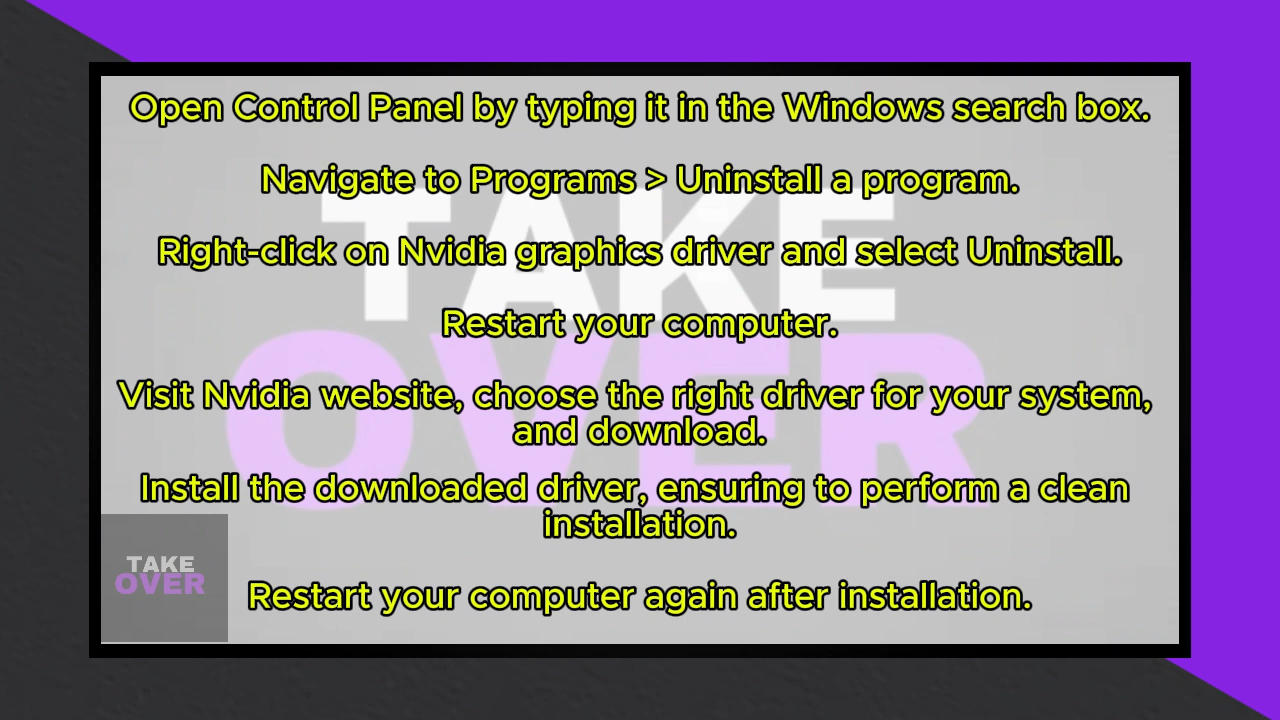 Open Control Panel by typing it in the Windows search box.
Navigate to Programs > Uninstall a program.
Right-click on Nvidia graphics driver and select Uninstall.
Restart your computer.
Visit Nvidia website, choose the right driver for your system,
and download.
Install the downloaded driver, ensuring to perform a clean
installation.
Restart your computer again after installation.
TAKE
OVER
TAKE
OVER